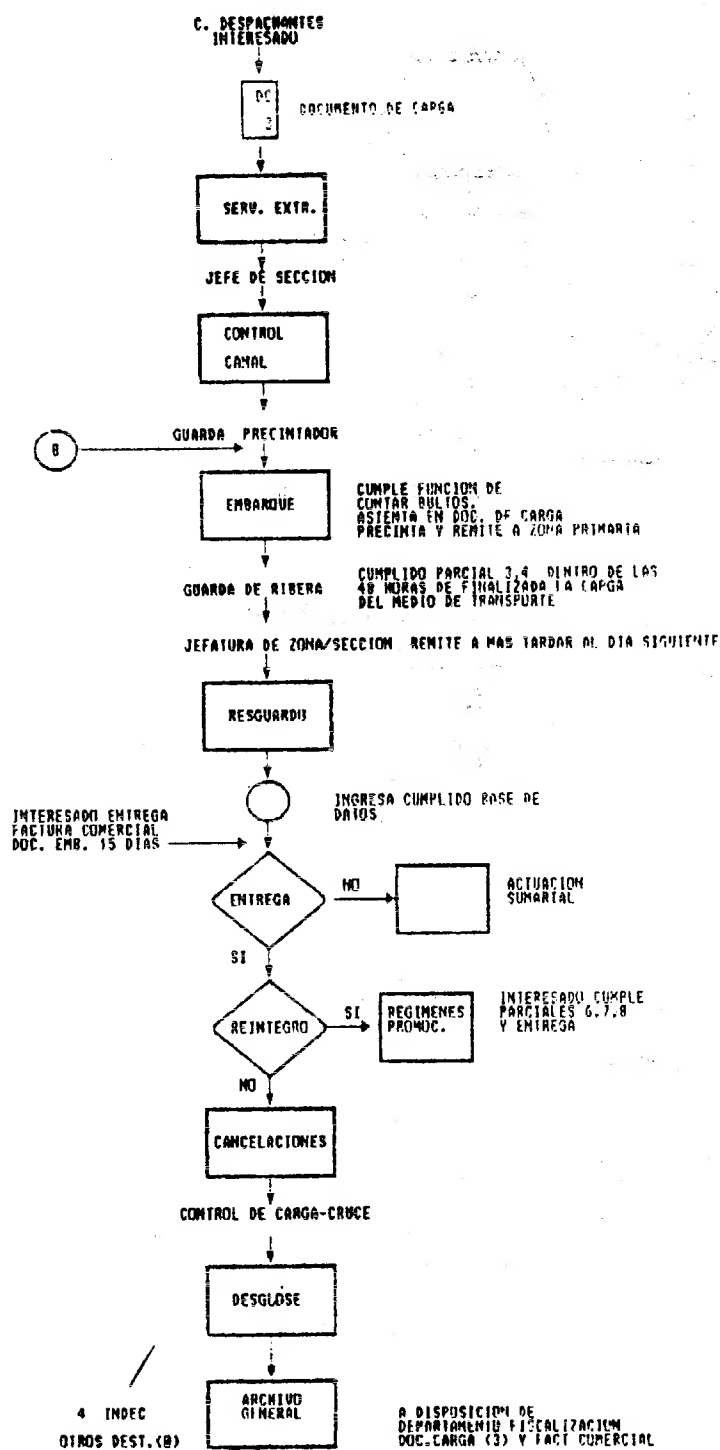 C. DESPACHANTES
INTERESADO
DC
3
DOCUMENTO DE CARGA
SERV. EXTR.
JEFE DE SECCION
CONTROL
CANAL
GUARDA PRECINTADOR
B
EMBARQUE
CUMPLE FUNCION DE
CONTAR BULTOS.
ASIENTA EN DOC. DE CARGA
PRECINTA Y REMITE A ZONA PRIMARIA
GUARDA DE RIBERA
CUMPLIDO PARCIAL 3,4 DENTRO DE LAS
48 HORAS DE FINALIZADA LA CARGA
DEL MEDIO DE TRANSPORTE
JEFATURA DE ZONA/SECCION REMITE A MAS TARDAR AL DIA SIGUIENTE
RESGUARDO
INGRESA CUMPLIDO BASE DE
DATOS
INTERESADO ENTREGA
FACTURA COMERCIAL
DOC. EMB. 15 DIAS
ENTREGA
NO
ACTUACION
SUMARIAL
SI
REINTEGRO
SI
REGIMENES
PROMOC.
INTERESADO CUMPLE
PARCIALES 6,7,8
Y ENTREGA
NO
CANCELACIONES
CONTROL DE CARGA-CRUCE
DESGLOSE
ARCHIVO
GENERAL
4 INDEC
OTROS DEST.(8)
A DISPOSICION DE
DEPARTAMENTO FISCALIZACION
DOC.CARGA (3) Y FACT COMERCIAL